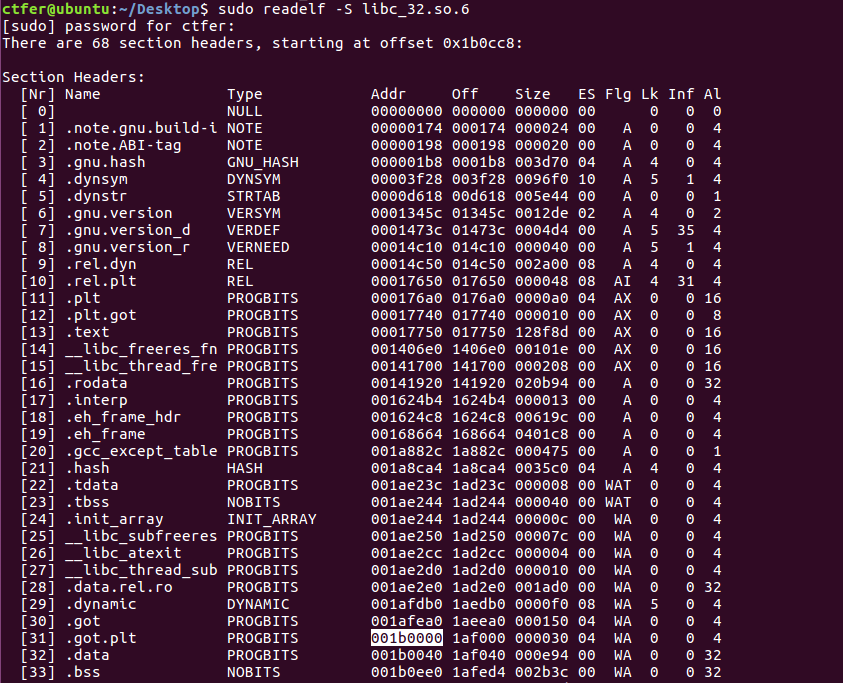 ctfer@ubuntu:~/Desktop$ sudo readelf -S libc_32.so.6
[sudo] password for ctfer:
There are 68 section headers, starting at offset 0x1b0cc8:
Section Headers:
[Nr] Name Type Addr Off Size ES Flg Lk Inf Al
[ 0] NULL 00000000 000000 000000 00 0 0 0
[ 1] .note.gnu.build-i NOTE 00000174 000174 000024 00 A 0 0 4
[ 2] .note.ABI-tag NOTE 00000198 000198 000020 00 A 0 0 4
[ 3] .gnu.hash GNU_HASH 000001b8 0001b8 003d70 04 A 4 0 4
[ 4] .dynsym DYNSYM 00003f28 003f28 0096f0 10 A 5 1 4
[ 5] .dynstr STRTAB 0000d618 00d618 005e44 00 A 0 0 1
[ 6] .gnu.version VERSYM 0001345c 01345c 0012de 02 A 4 0 2
[ 7] .gnu.version_d VERDEF 0001473c 01473c 0004d4 00 A 5 35 4
[ 8] .gnu.version_r VERNEED 00014c10 014c10 000040 00 A 5 1 4
[ 9] .rel.dyn REL 00014c50 014c50 002a00 08 A 4 0 4
[10] .rel.plt REL 00017650 017650 000048 08 AI 4 31 4
[11] .plt PROGBITS 000176a0 0176a0 0000a0 04 AX 0 0 16
[12] .plt.got PROGBITS 00017740 017740 000010 00 AX 0 0 8
[13] .text PROGBITS 00017750 017750 128f8d 00 AX 0 0 16
[14] __libc_freeres_fn PROGBITS 001406e0 1406e0 00101e 00 AX 0 0 16
[15] __libc_thread_fre PROGBITS 00141700 141700 000208 00 AX 0 0 16
[16] .rodata PROGBITS 00141920 141920 020b94 00 A 0 0 32
[17] .interp PROGBITS 001624b4 1624b4 000013 00 A 0 0 4
[18] .eh_frame_hdr PROGBITS 001624c8 1624c8 00619c 00 A 0 0 4
[19] .eh_frame PROGBITS 00168664 168664 0401c8 00 A 0 0 4
[20] .gcc_except_table PROGBITS 001a882c 1a882c 000475 00 A 0 0 1
[21] .hash HASH 001a8ca4 1a8ca4 0035c0 04 A 4 0 4
[22] .tdata PROGBITS 001ae23c 1ad23c 000008 00 WAT 0 0 4
[23] .tbss NOBITS 001ae244 1ad244 000040 00 WAT 0 0 4
[24] .init_array INIT_ARRAY 001ae244 1ad244 00000c 00 WA 0 0 4
[25] __libc_subfreeres PROGBITS 001ae250 1ad250 00007c 00 WA 0 0 4
[26] __libc_atexit PROGBITS 001ae2cc 1ad2cc 000004 00 WA 0 0 4
[27] __libc_thread_sub PROGBITS 001ae2d0 1ad2d0 000010 00 WA 0 0 4
[28] .data.rel.ro PROGBITS 001ae2e0 1ad2e0 001ad0 00 WA 0 0 32
[29] .dynamic DYNAMIC 001afdb0 1aedb0 0000f0 08 WA 5 0 4
[30] .got PROGBITS 001afea0 1aeea0 000150 04 WA 0 0 4
[31] .got.plt PROGBITS 001b0000 1af000 000030 04 WA 0 0 4
[32] .data PROGBITS 001b0040 1af040 000e94 00 WA 0 0 32
[33] .bss NOBITS 001b0ee0 1afed4 002b3c 00 WA 0 0 32